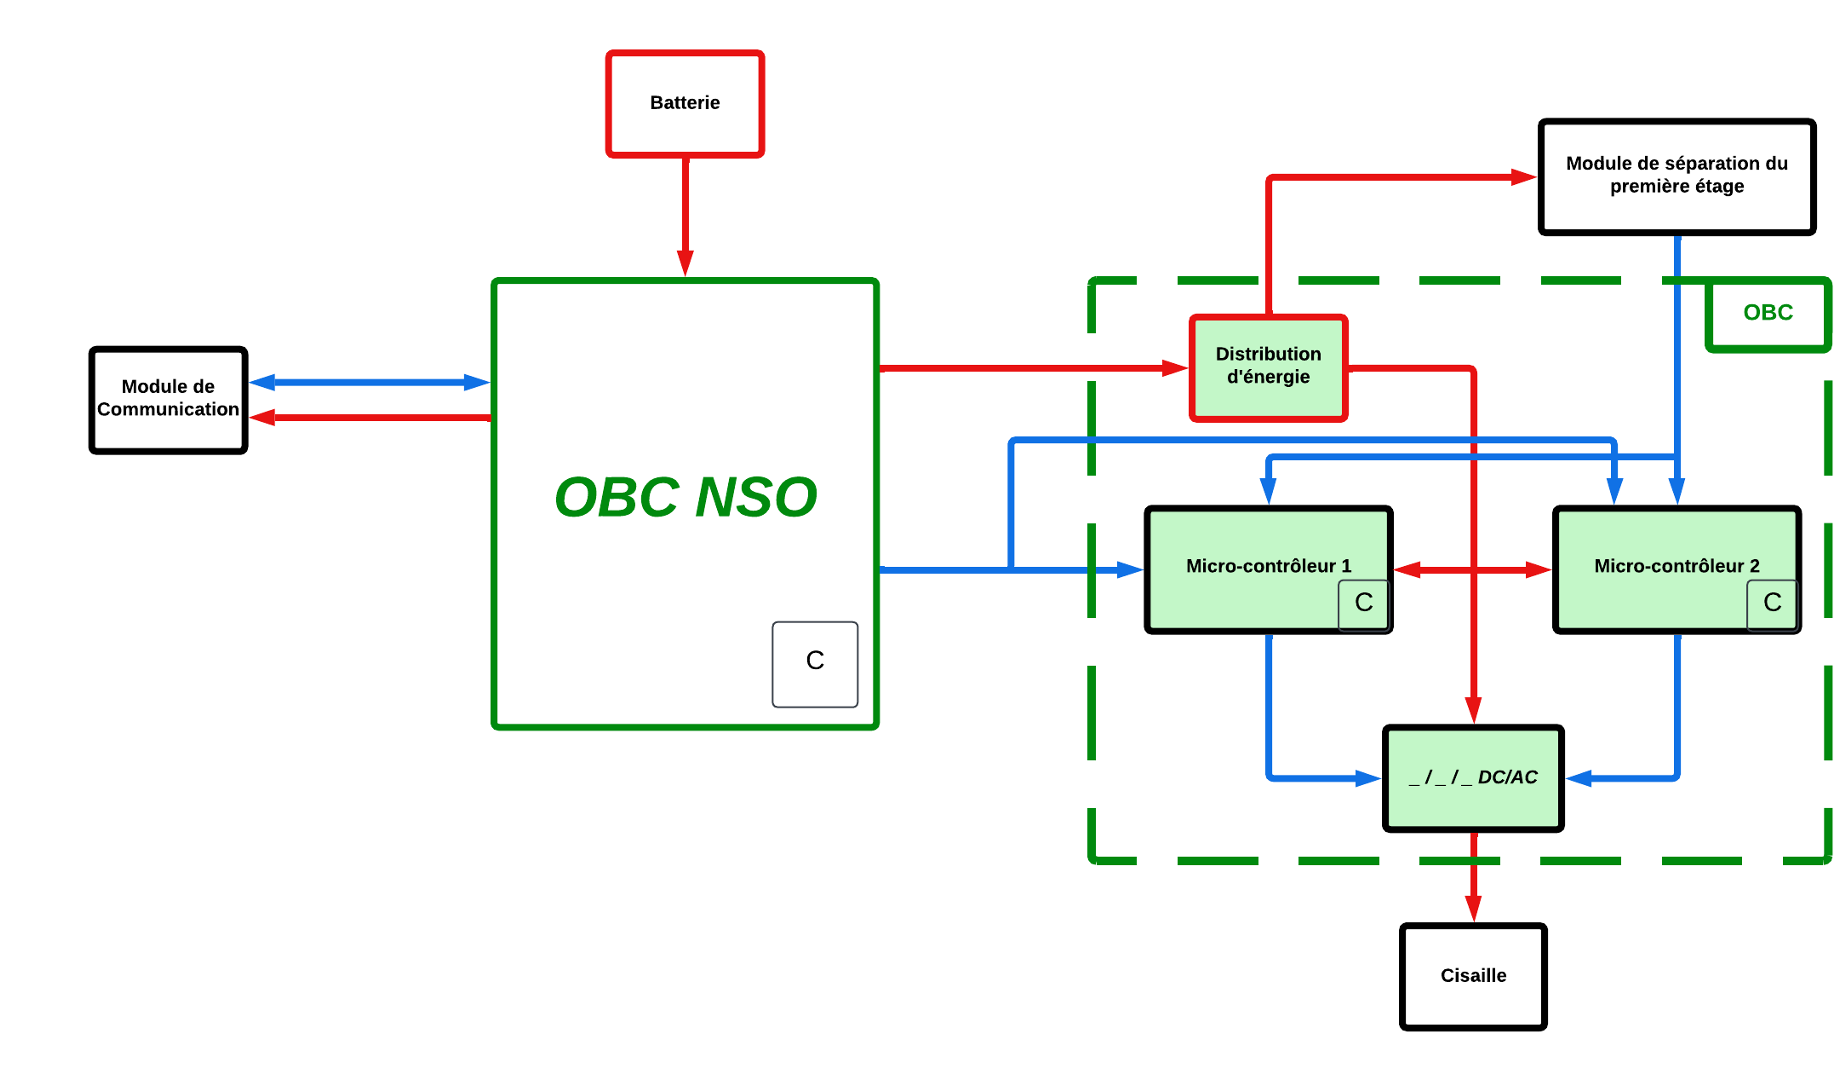 Batterie
Module de séparation du
première étage
OBC
Distribution
d'énergie
Module de
Communication
OBC NSO
C
Micro-contrôleur 1
C
Micro-contrôleur 2
C
_ / _ / _ DC/AC
Cisaille